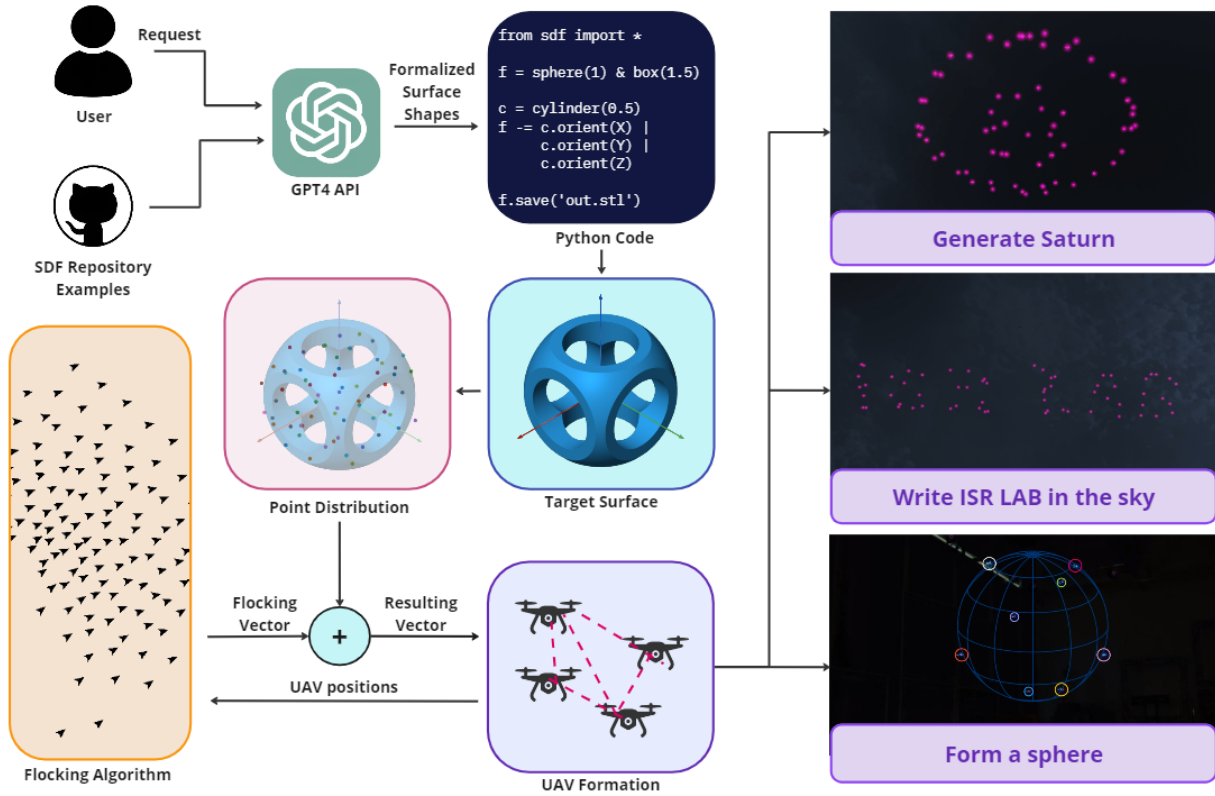 Request
User
SDF Repository
Examples
GPT4 API
Formalized
Surface
Shapes
from sdf import *
f = sphere(1) & box(1.5)
c = cylinder(0.5)
f -= c.orient(X) |
c.orient(Y) |
c.orient(Z)
f.save('out.stl')
Python Code
Target Surface
Point Distribution
Flocking Algorithm
Flocking
Vector
+
Resulting
Vector
UAV positions
UAV Formation
Generate Saturn
ISR LAB
Write ISR LAB in the sky
Form a sphere